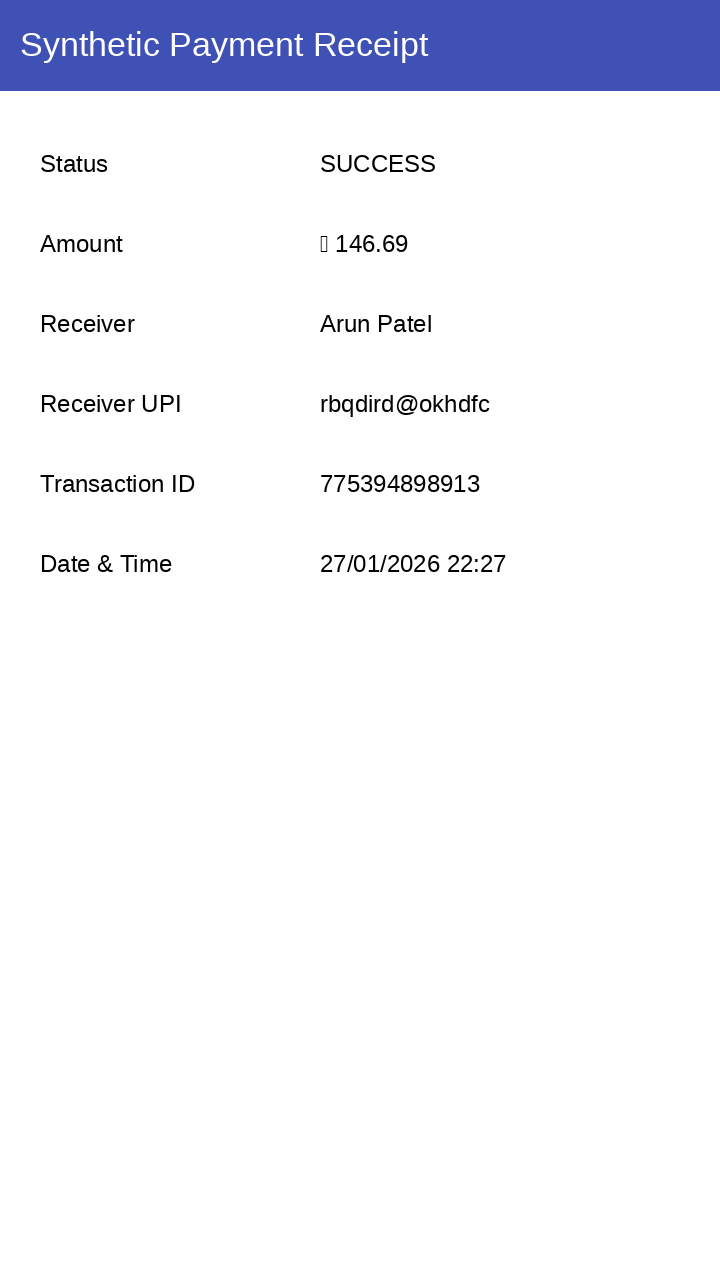 Synthetic Payment Receipt
Status SUCCESS
Amount 146.69
Receiver Arun Patel
Receiver UPI rbqdird@okhdfc
Transaction ID 775394898913
Date & Time 27/01/2026 22:27